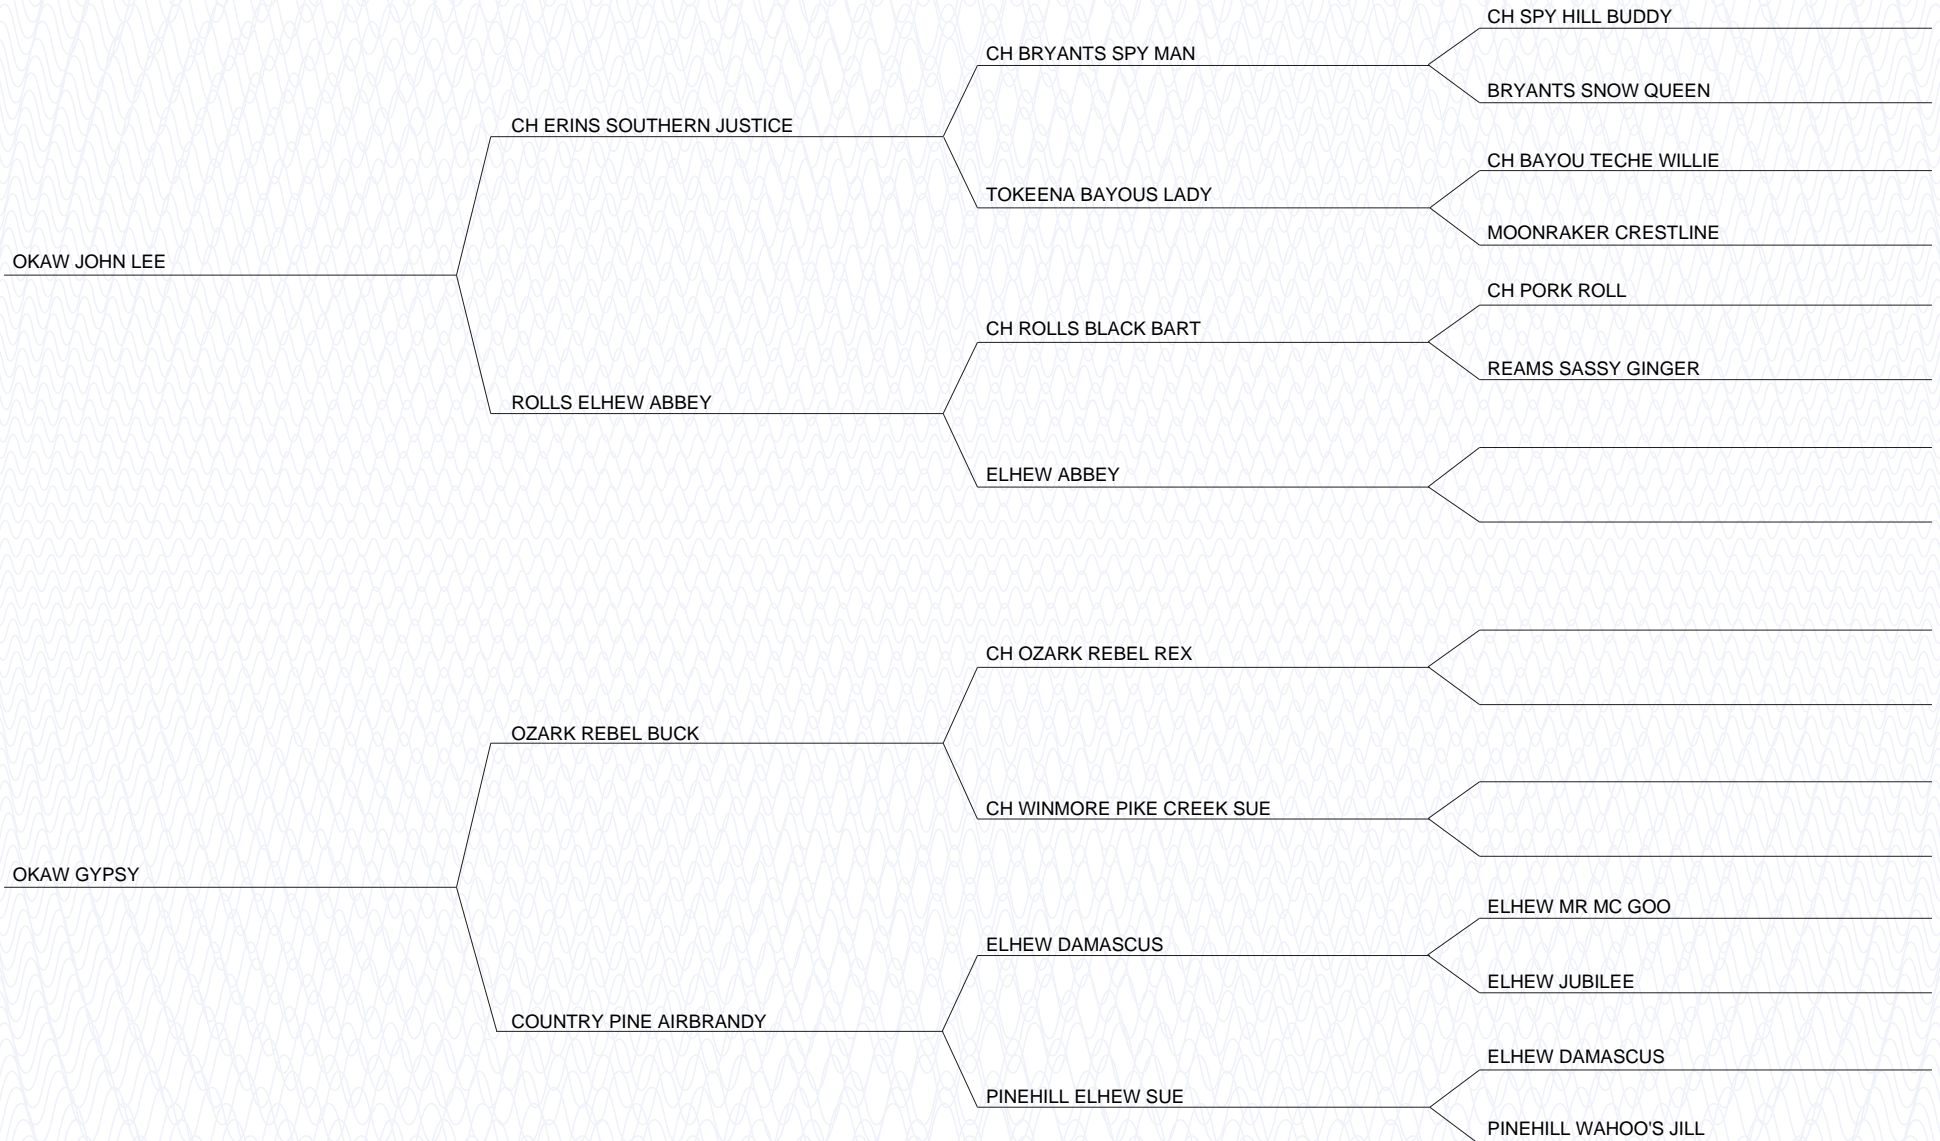 CH SPY HILL BUDDY
CH BRYANTS SPY MAN
BRYANTS SNOW QUEEN
CH ERINS SOUTHERN JUSTICE
CH BAYOU TECHE WILLIE
TOKEENA BAYOUS LADY
MOONRAKER CRESTLINE
OKAW JOHN LEE
CH PORK ROLL
CH ROLLS BLACK BART
REAMS SASSY GINGER
ROLLS ELHEW ABBEY
ELHEW ABBEY
CH OZARK REBEL REX
OZARK REBEL BUCK
CH WINMORE PIKE CREEK SUE
OKAW GYPSY
ELHEW MR MC GOO
ELHEW DAMASCUS
ELHEW JUBILEE
COUNTRY PINE AIRBRANDY
ELHEW DAMASCUS
PINEHILL ELHEW SUE
PINEHILL WAHOO'S JILL